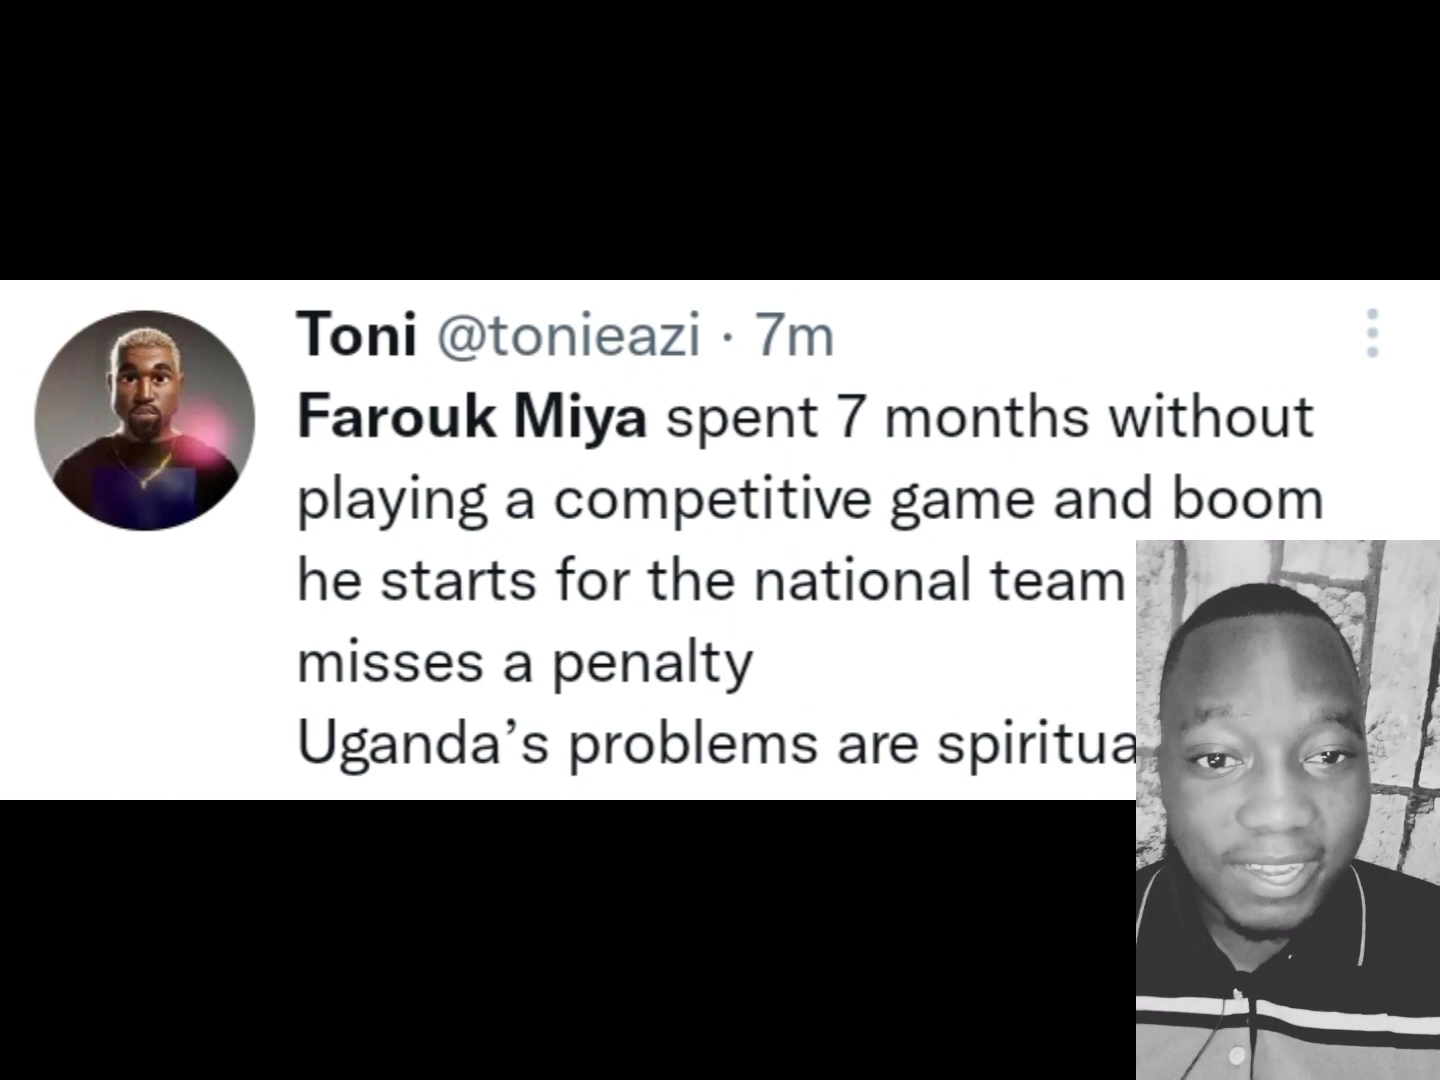 Toni @tonieazi · 7m
Farouk Miya spent 7 months without
playing a competitive game and boom
he starts for the national team
misses a penalty
Uganda’s problems are